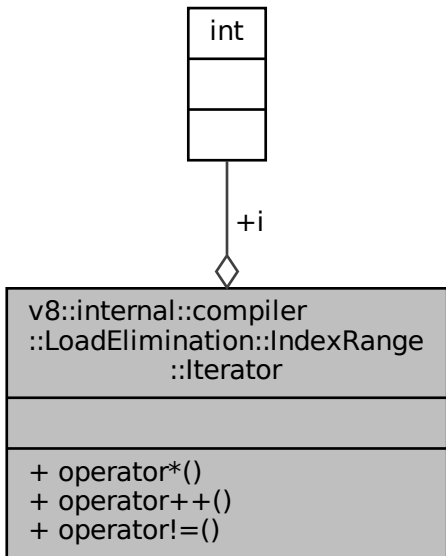 int
+i
v8::internal::compiler
::LoadElimination::IndexRange
::Iterator
+ operator*()
+ operator++()
+ operator!=()